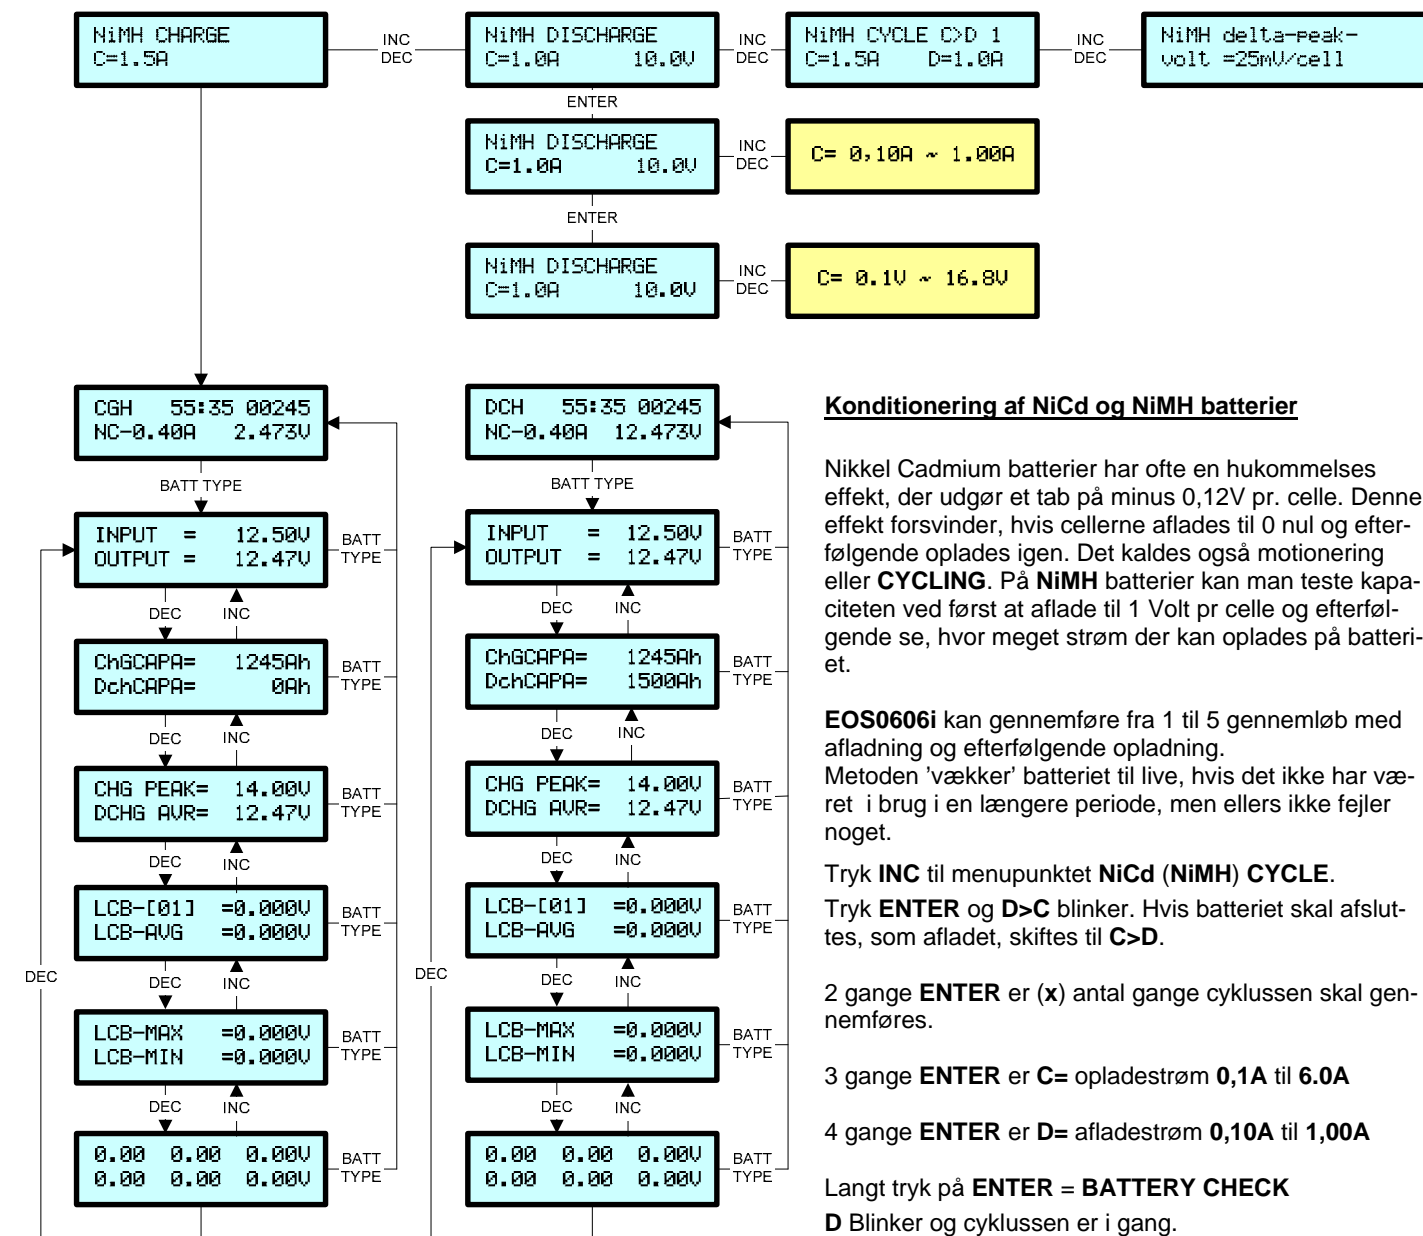 NiMH CHARGE
C=1.5A
INC
DEC
NiMH DISCHARGE
C=1.0A 10.0V
INC
DEC
NiMH CYCLE C>D 1
C=1.5A D=1.0A
INC
DEC
NiMH delta-peak-
volt =25mV/cell
ENTER
NiMH DISCHARGE
C=1.0A 10.0V
INC
DEC
C= 0,10A ~ 1.00A
ENTER
NiMH DISCHARGE
C=1.0A 10.0V
INC
DEC
C= 0.1V ~ 16.8V
CGH 55:35 00245
NC-0.40A 2.473V
BATT TYPE
INPUT = 12.50V
OUTPUT = 12.47V
BATT
TYPE
DEC INC
ChGCAPA= 1245Ah
DchCAPA= 0Ah
BATT
TYPE
DEC INC
CHG PEAK= 14.00V
DCHG AVR= 12.47V
BATT
TYPE
DEC INC
LCB-[01] =0.000V
LCB-AVG =0.000V
BATT
TYPE
DEC
DEC INC
LCB-MAX =0.000V
LCB-MIN =0.000V
BATT
TYPE
DEC INC
0.00 0.00 0.00V
0.00 0.00 0.00V
BATT
TYPE
DCH 55:35 00245
NC-0.40A 12.473V
BATT TYPE
INPUT = 12.50V
OUTPUT = 12.47V
BATT
TYPE
DEC INC
ChGCAPA= 1245Ah
DchCAPA= 1500Ah
BATT
TYPE
DEC INC
CHG PEAK= 14.00V
DCHG AVR= 12.47V
BATT
TYPE
DEC INC
LCB-[01] =0.000V
LCB-AVG =0.000V
BATT
TYPE
DEC
DEC INC
LCB-MAX =0.000V
LCB-MIN =0.000V
BATT
TYPE
DEC INC
0.00 0.00 0.00V
0.00 0.00 0.00V
BATT
TYPE
Konditionering af NiCd og NiMH batterier
Nikkel Cadmium batterier har ofte en hukommelses
effekt, der udgør et tab på minus 0,12V pr. celle. Denne
effekt forsvinder, hvis cellerne aflades til 0 nul og efter-
følgende oplades igen. Det kaldes også motionering
eller CYCLING. På NiMH batterier kan man teste kapa-
citeten ved først at aflade til 1 Volt pr celle og efterføl-
gende se, hvor meget strøm der kan oplades på batteri-
et.
EOS0606i kan gennemføre fra 1 til 5 gennemløb med
afladning og efterfølgende opladning.
Metoden ’vækker’ batteriet til live, hvis det ikke har væ-
ret i brug i en længere periode, men ellers ikke fejler
noget.
Tryk INC til menupunktet NiCd (NiMH) CYCLE.
Tryk ENTER og D>C blinker. Hvis batteriet skal afslut-
tes, som afladet, skiftes til C>D.
2 gange ENTER er (x) antal gange cyklussen skal gen-
nemføres.
3 gange ENTER er C= opladestrøm 0,1A til 6.0A
4 gange ENTER er D= afladestrøm 0,10A til 1,00A
Langt tryk på ENTER = BATTERY CHECK
D Blinker og cyklussen er i gang.